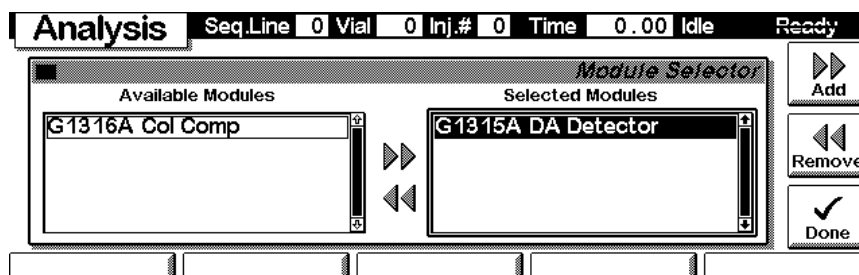 Analysis Seq.Line 0 Vial 0 Inj.# 0 Time 0.00 Idle Ready
Module Selector
Available Modules Selected Modules
G1316A Col Comp G1315A DA Detector
Add
Remove
Done